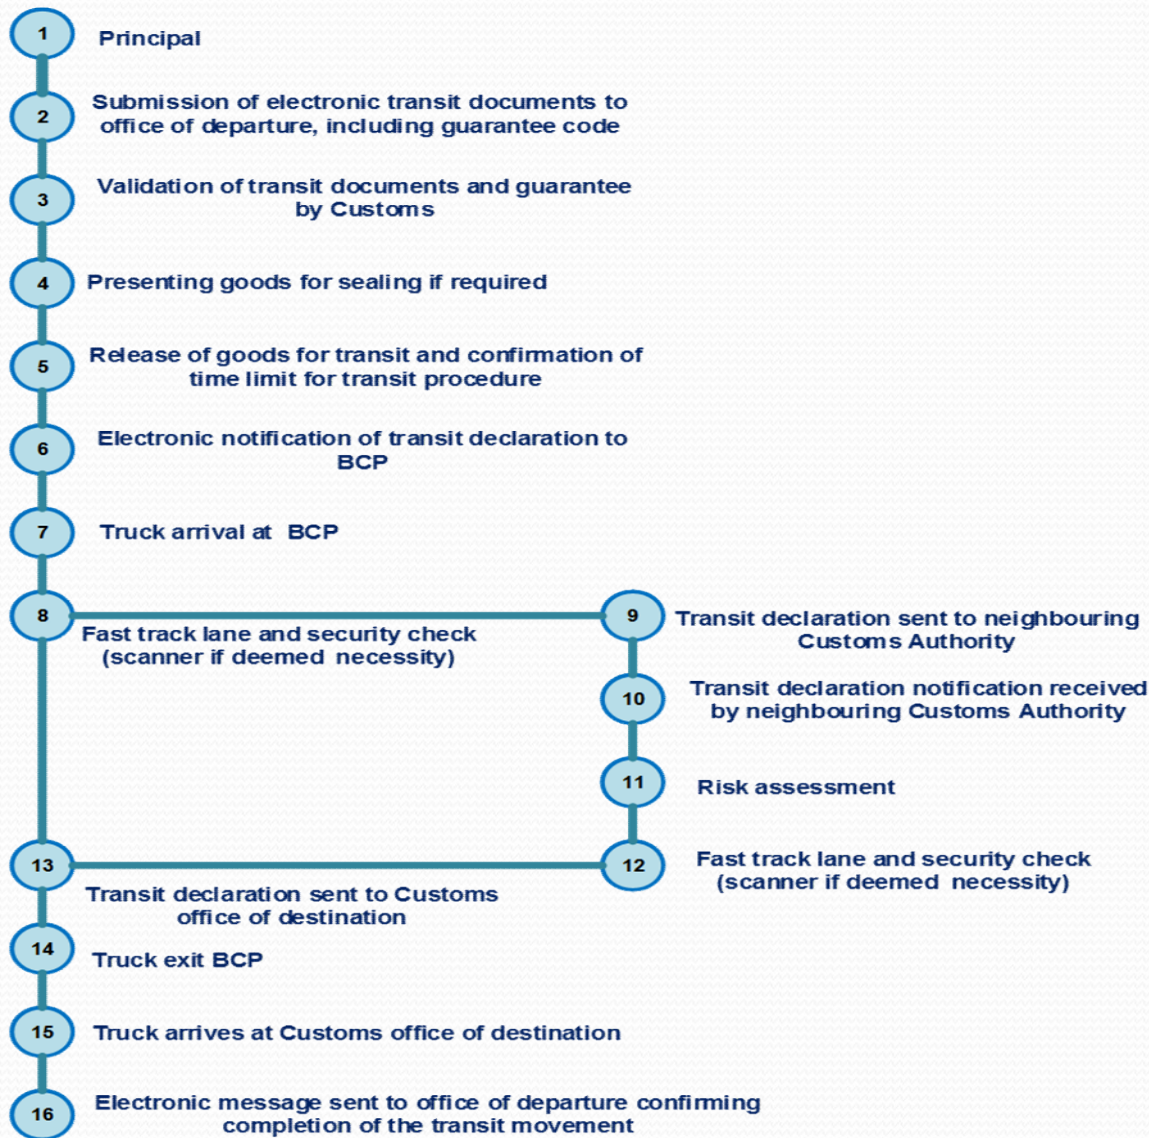 1
Principal
2
Submission of electronic transit documents to
office of departure, including guarantee code
3
Validation of transit documents and guarantee
by Customs
4
Presenting goods for sealing if required
5
Release of goods for transit and confirmation of
time limit for transit procedure
6
Electronic notification of transit declaration to
BCP
7
Truck arrival at BCP
8
Fast track lane and security check
(scanner if deemed necessity)
9
Transit declaration sent to neighbouring
Customs Authority
10
Transit declaration notification received
by neighbouring Customs Authority
11
Risk assessment
12
Fast track lane and security check
(scanner if deemed necessity)
13
Transit declaration sent to Customs
office of destination
14
Truck exit BCP
15
Truck arrives at Customs office of destination
16
Electronic message sent to office of departure confirming
completion of the transit movement